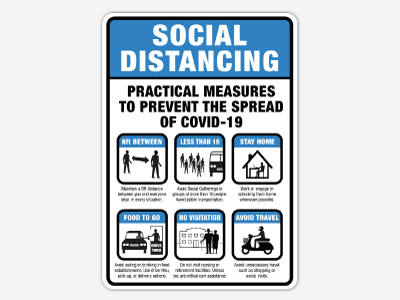 SOCIAL
DISTANCING
PRACTICAL MEASURES
TO PREVENT THE SPREAD
OF COVID-19
6ft BETWEEN
LESS THAN 10
STAY HOME
Maintain a 6ft distance
between you and everyone
else, in every situation.
Avoid Social Gatherings in
groups of more than 10 people.
Avoid public transportation.
Work or engage in
schooling from home
whenever possible.
FOOD TO GO
NO VISITATION
AVOID TRAVEL
Avoid eating or drinking in food
establishments. Use drive thru,
pick-up, or delivery options.
Do not visit nursing or
retirement facilities. Unless
you are critical care assistance.
Avoid unnecessary travel
such as shopping or
social visits.